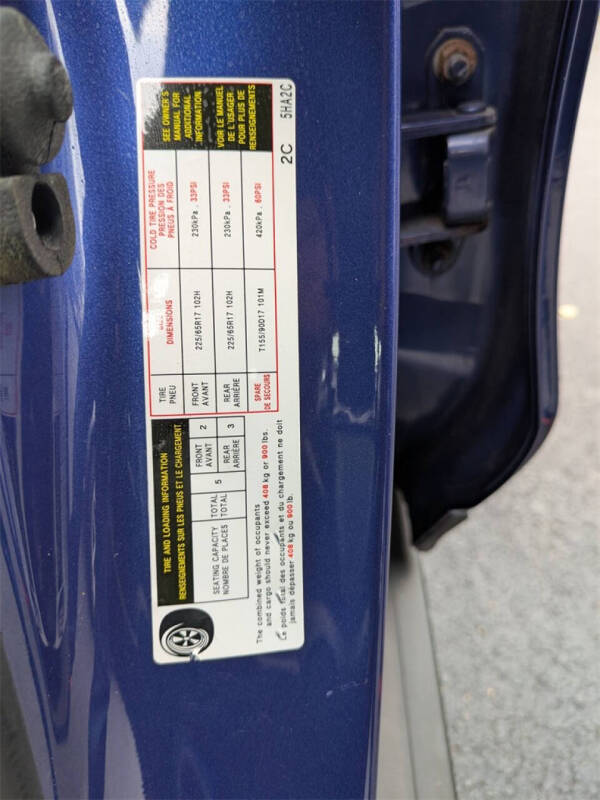 TIRE AND LOADING INFORMATION
RENSEIGNEMENTS SUR LES PNEUS ET LE CHARGEMENT
SEATING CAPACITY
NOMBRE DE PLACES
TOTAL
TOTAL
5
FRONT
AVANT
2
REAR
ARRIÈRE
3
The combined weight of occupants
and cargo should never exceed 408 kg or 900 lbs.
Le poids total des occupants et du chargement ne doit
jamais dépasser 408 kg ou 900 lb.
TIRE
PNEU
DIMENSIONS
COLD TIRE PRESSURE
PRESSION DES
PNEUS À FROID
FRONT
AVANT
225/65R17 102H
230kPa . 33PSI
REAR
ARRIÈRE
225/65R17 102H
230kPa . 33PSI
SPARE
DE SECOURS
T155/90D17 101M
420kPa . 60PSI
SEE OWNER'S
MANUAL FOR
ADDITIONAL
INFORMATION
VOIR LE MANUEL
DE L'USAGER
POUR PLUS DE
RENSEIGNEMENTS
2C 5HA2C